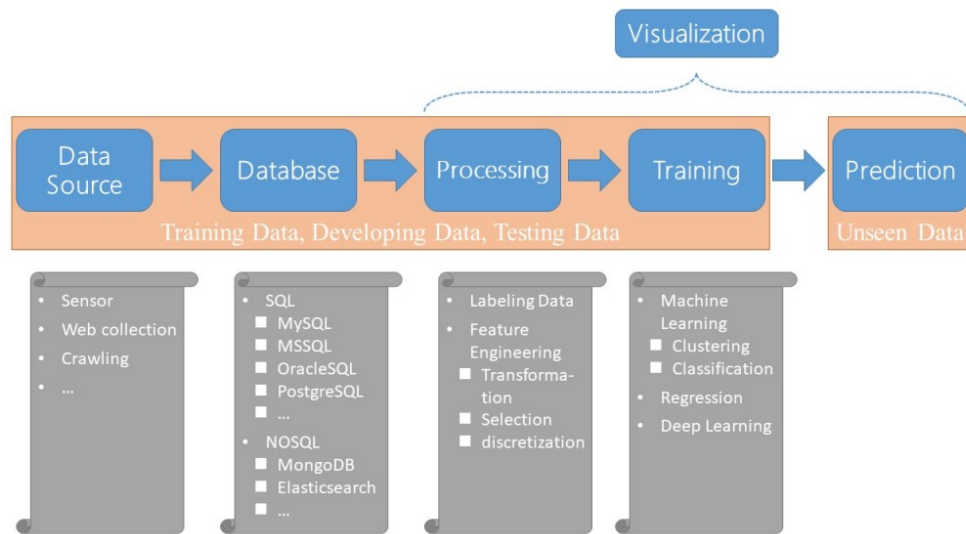 Visualization
Data
Source
Database
Processing
Training
Prediction
Training Data, Developing Data, Testing Data
Unseen Data
• Sensor
• Web collection
• Crawling
• ...
• SQL
MySQL
MSSQL
OracleSQL
PostgreSQL
...
• NOSQL
MongoDB
Elasticsearch
...
• Labeling Data
• Feature
Engineering
Transforma-
tion
Selection
discretization
• Machine
Learning
Clustering
Classification
• Regression
• Deep Learning